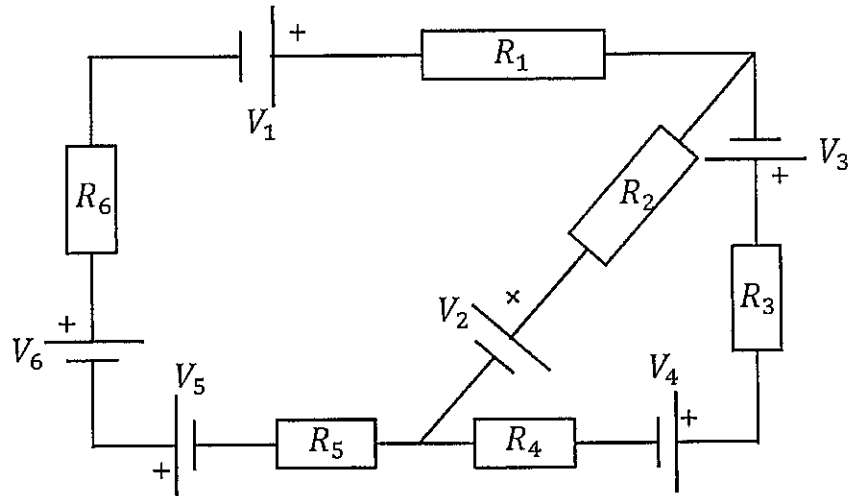 +
R₁
V₁
V₃
+
R₆
R₂
R₃
×
V₂
+
V₆
V₅
V₄
+
R₅
R₄
+